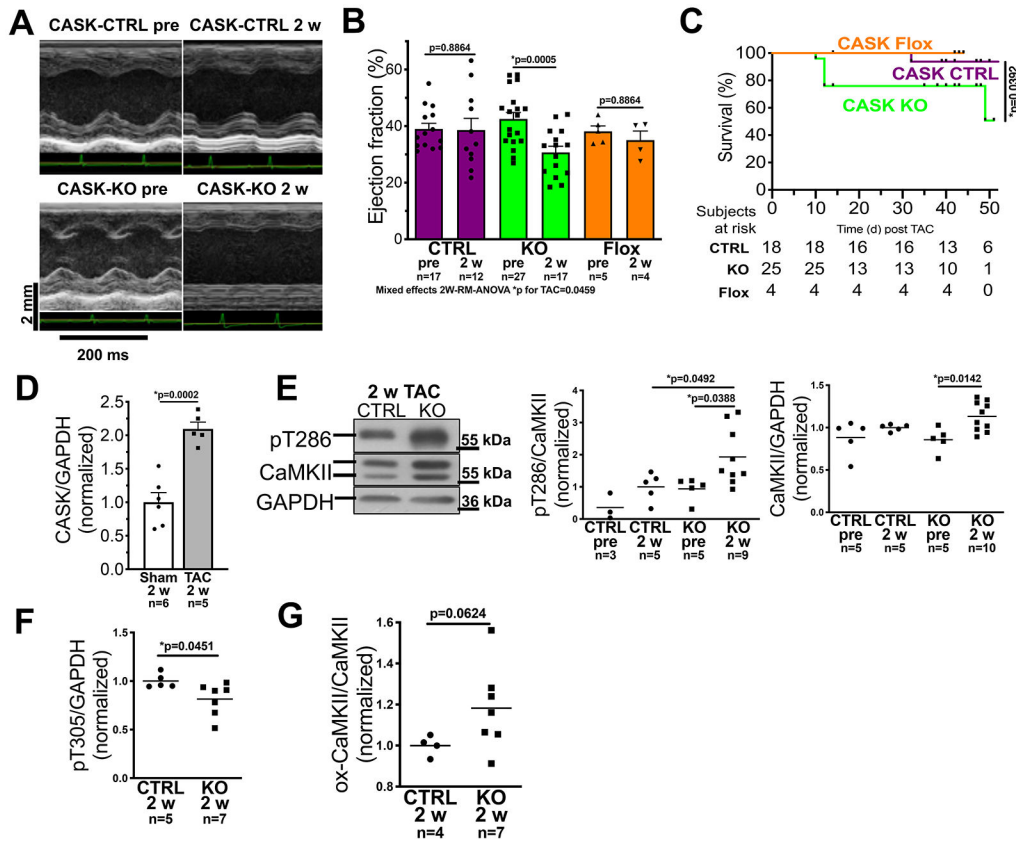 A
CASK-CTRL pre
CASK-CTRL 2 w
CASK-KO pre
CASK-KO 2 w
2 mm
200 ms
B
Ejection fraction (%)
80
60
40
20
0
p=0.8864
*p=0.0005
p=0.8864
CTRL
KO
Flox
pre
2 w
pre
2 w
pre
2 w
n=17
n=12
n=27
n=17
n=5
n=4
Mixed effects 2W-RM-ANOVA *p for TAC=0.0459
C
Survival (%)
100
80
60
40
20
0
CASK Flox
CASK CTRL
CASK KO
*p=0.0392
0 10 20 30 40 50
Subjects
at risk
Time (d) post TAC
CTRL 18 18 16 16 13 6
KO 25 25 13 13 10 1
Flox 4 4 4 4 4 0
D
CASK/GAPDH
(normalized)
2.5
2.0
1.5
1.0
0.5
0.0
*p=0.0002
Sham
2 w
n=6
TAC
2 w
n=5
E
2 w TAC
CTRL KO
pT286
55 kDa
CaMKII
55 kDa
GAPDH
36 kDa
pT286/CaMKII
(normalized)
4
2
0
*p=0.0492
*p=0.0388
CTRL
pre
n=3
CTRL
2 w
n=5
KO
pre
n=5
KO
2 w
n=9
CaMKII/GAPDH
(normalized)
1.5
1.0
0.5
0.0
*p=0.0142
CTRL
pre
n=5
CTRL
2 w
n=5
KO
pre
n=5
KO
2 w
n=10
F
pT305/GAPDH
(normalized)
1.5
1.0
0.5
0.0
*p=0.0451
CTRL
2 w
n=5
KO
2 w
n=7
G
ox-CaMKII/CaMKII
(normalized)
1.6
1.4
1.2
1.0
0.8
p=0.0624
CTRL
2 w
n=4
KO
2 w
n=7